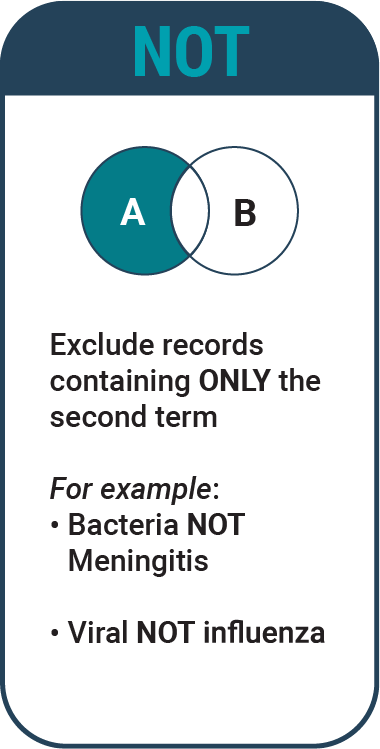 NOT
A B
Exclude records
containing ONLY the
second term
For example:
• Bacteria NOT
Meningitis
• Viral NOT influenza